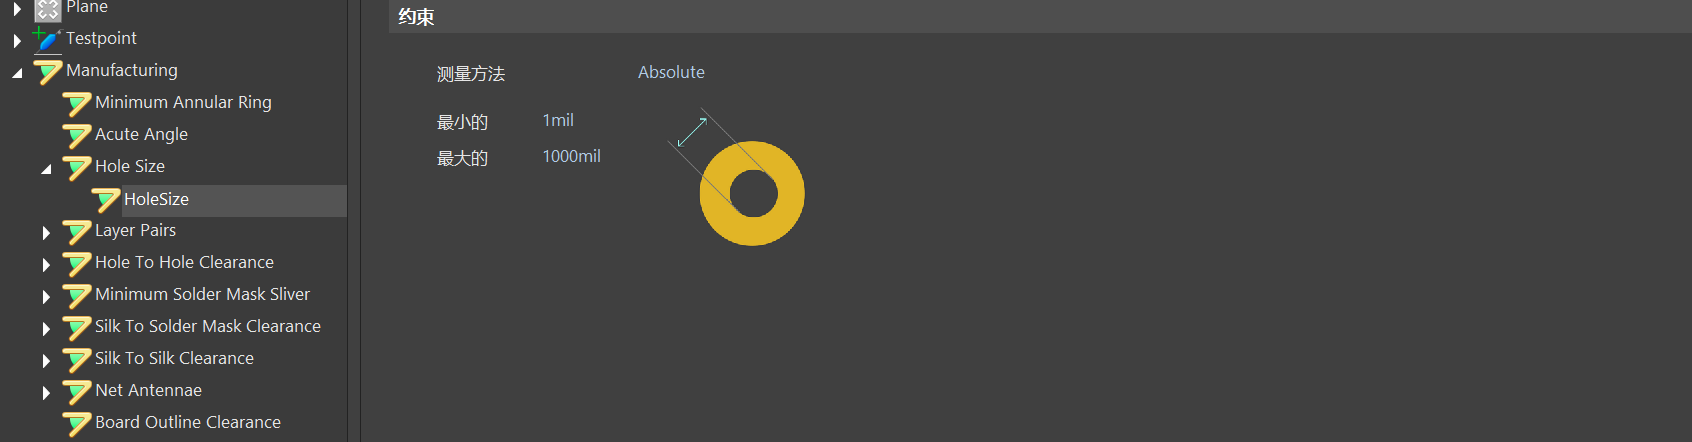 Plane
Testpoint
Manufacturing
Minimum Annular Ring
Acute Angle
Hole Size
HoleSize
Layer Pairs
Hole To Hole Clearance
Minimum Solder Mask Sliver
Silk To Solder Mask Clearance
Silk To Silk Clearance
Net Antennae
Board Outline Clearance
约束
测量方法 Absolute
最小的 1mil
最大的 1000mil